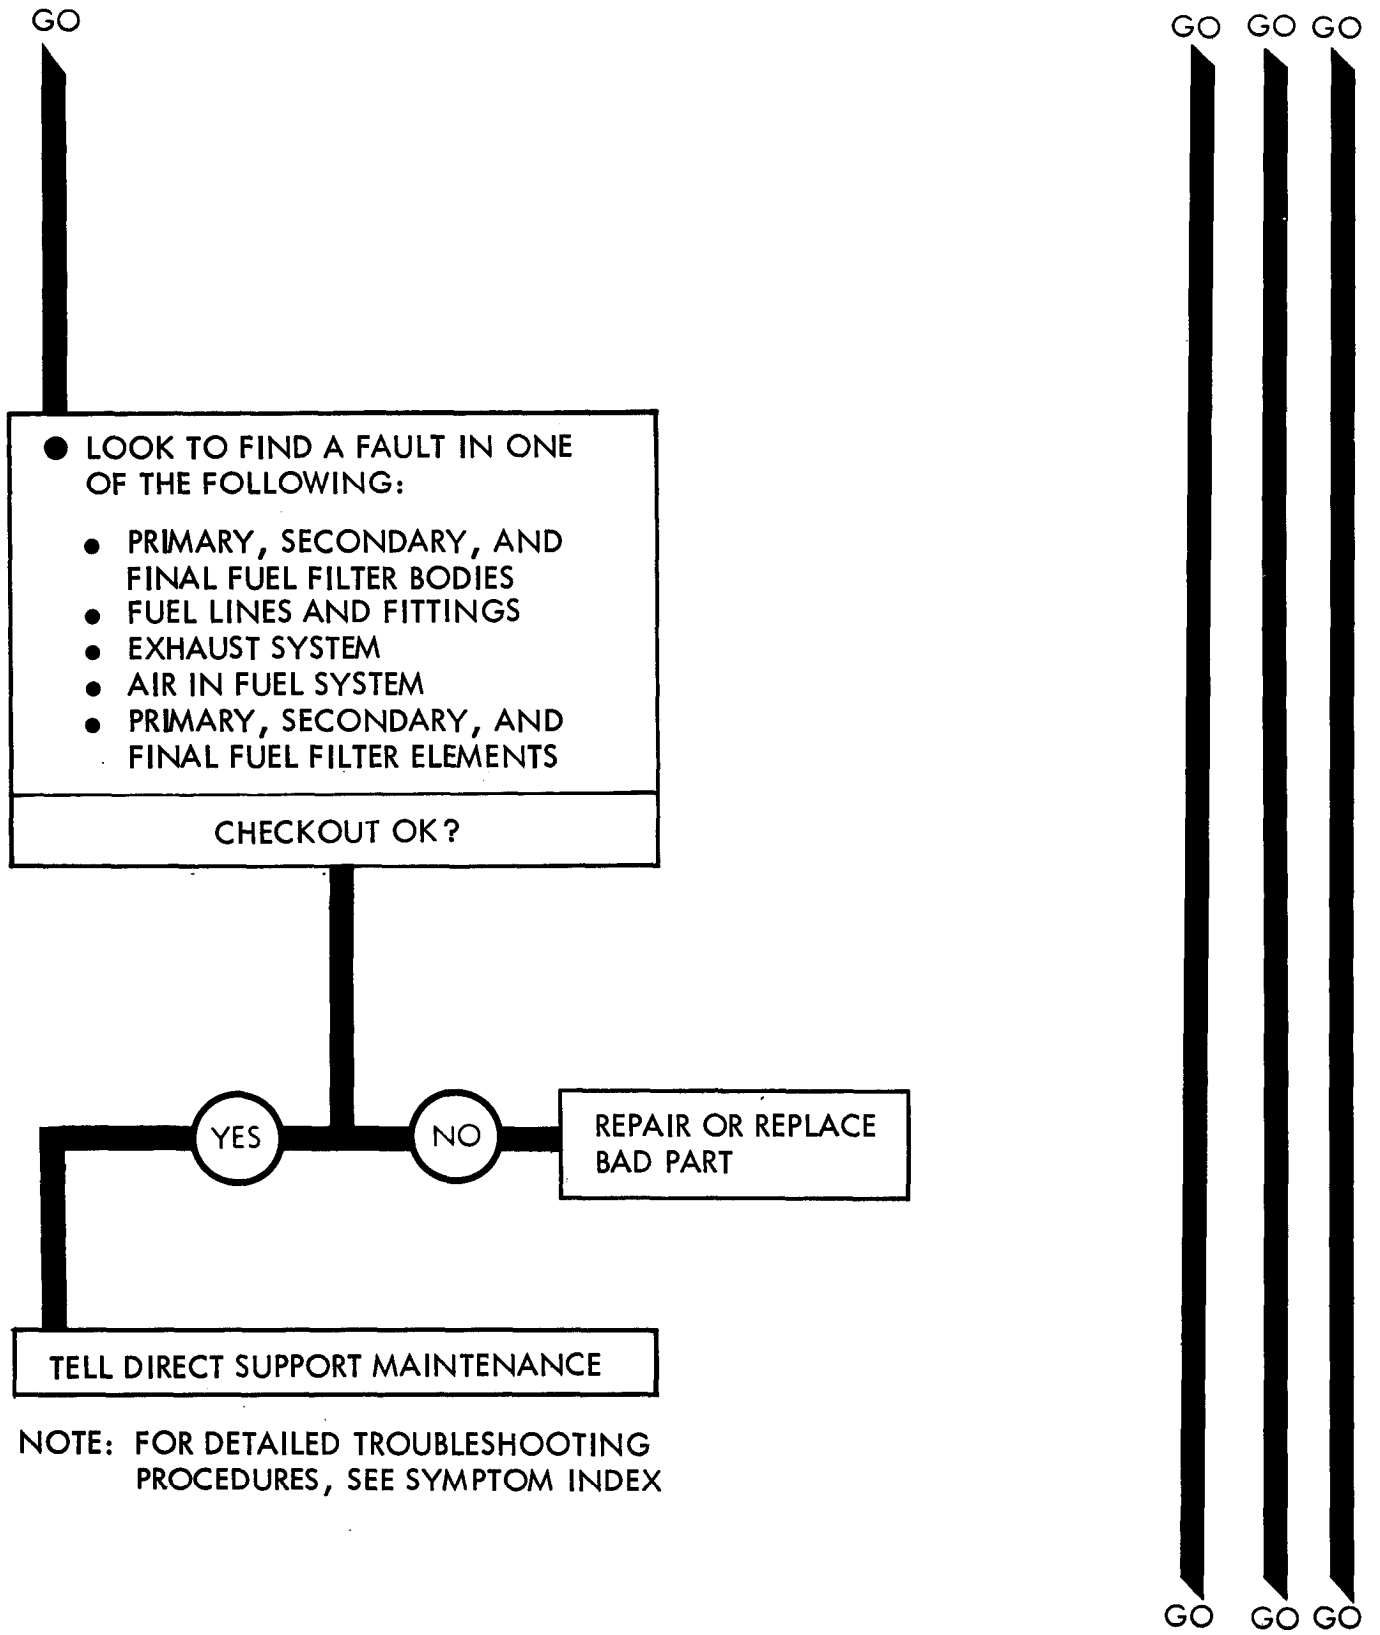 GO
GO GO GO
● LOOK TO FIND A FAULT IN ONE
OF THE FOLLOWING:
● PRIMARY, SECONDARY, AND
FINAL FUEL FILTER BODIES
● FUEL LINES AND FITTINGS
● EXHAUST SYSTEM
● AIR IN FUEL SYSTEM
● PRIMARY, SECONDARY, AND
FINAL FUEL FILTER ELEMENTS
CHECKOUT OK?
YES
NO
REPAIR OR REPLACE
BAD PART
TELL DIRECT SUPPORT MAINTENANCE
NOTE: FOR DETAILED TROUBLESHOOTING
PROCEDURES, SEE SYMPTOM INDEX
GO GO GO